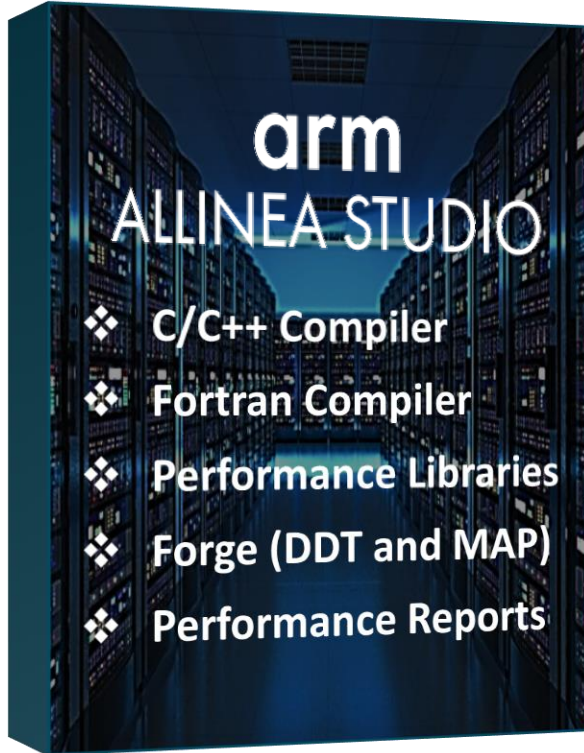 arm
ALLINEA STUDIO
❖ C/C++ Compiler
❖ Fortran Compiler
❖ Performance Libraries
❖ Forge (DDT and MAP)
❖ Performance Reports